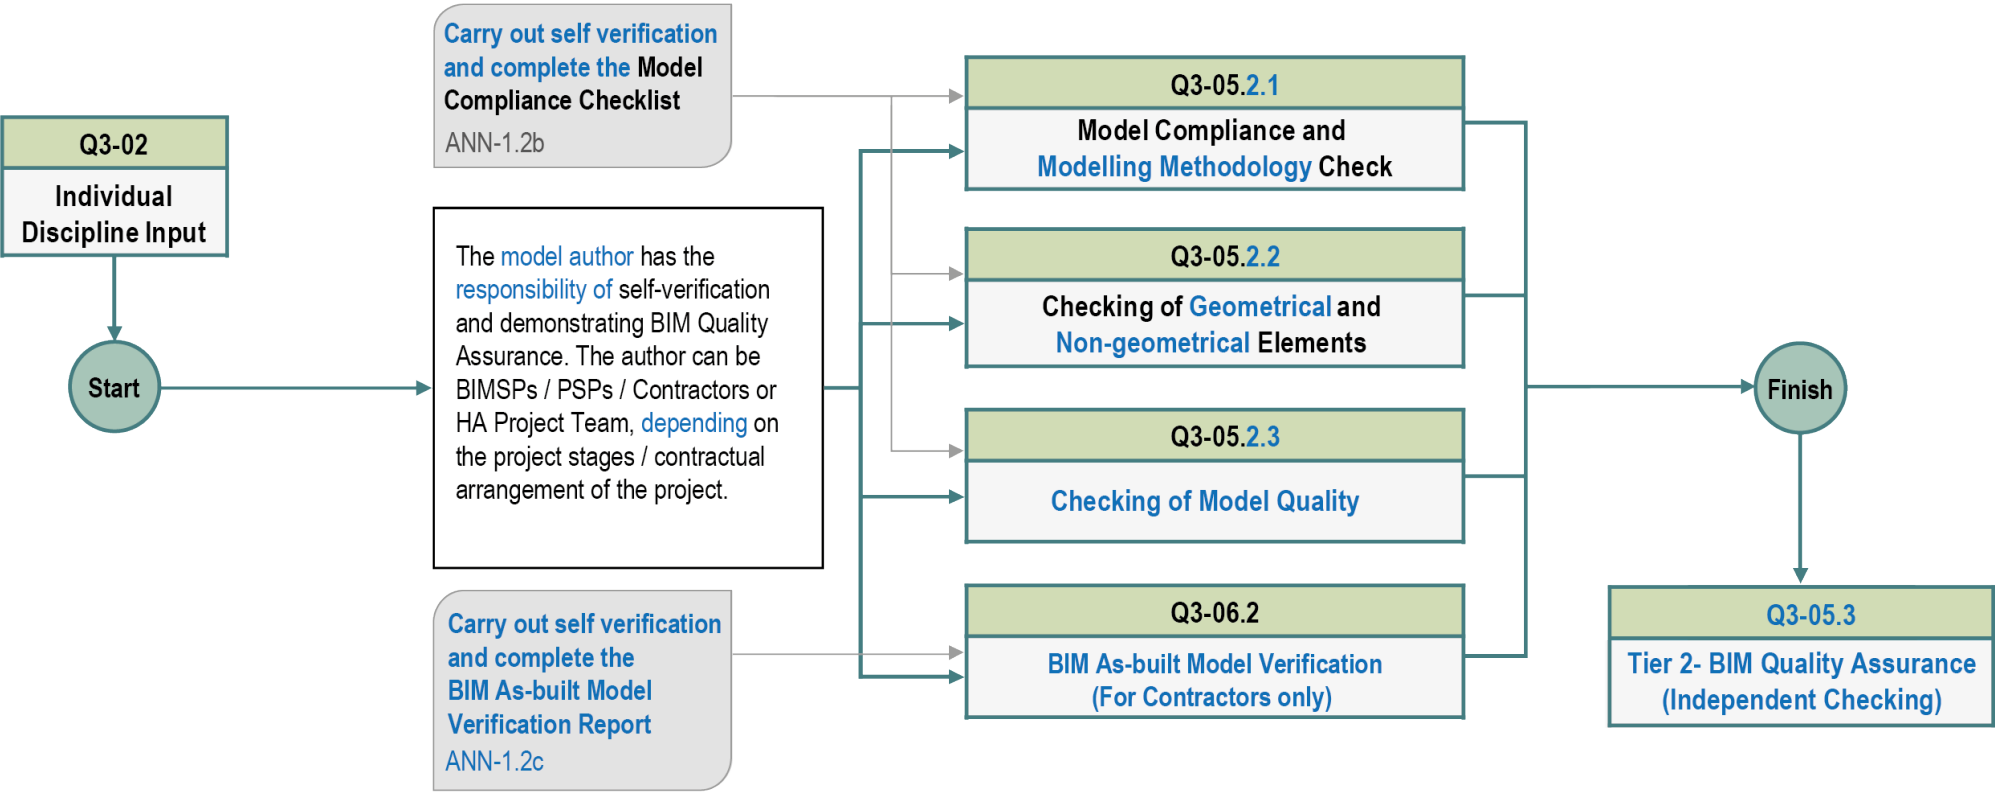 Q3-02
Individual
Discipline Input
Start
Carry out self verification
and complete the Model
Compliance Checklist
ANN-1.2b
The model author has the
responsibility of self-verification
and demonstrating BIM Quality
Assurance. The author can be
BIMSPs / PSPs / Contractors or
HA Project Team, depending on
the project stages / contractual
arrangement of the project.
Carry out self verification
and complete the
BIM As-built Model
Verification Report
ANN-1.2c
Q3-05.2.1
Model Compliance and
Modelling Methodology Check
Q3-05.2.2
Checking of Geometrical and
Non-geometrical Elements
Q3-05.2.3
Checking of Model Quality
Q3-06.2
BIM As-built Model Verification
(For Contractors only)
Finish
Q3-05.3
Tier 2- BIM Quality Assurance
(Independent Checking)